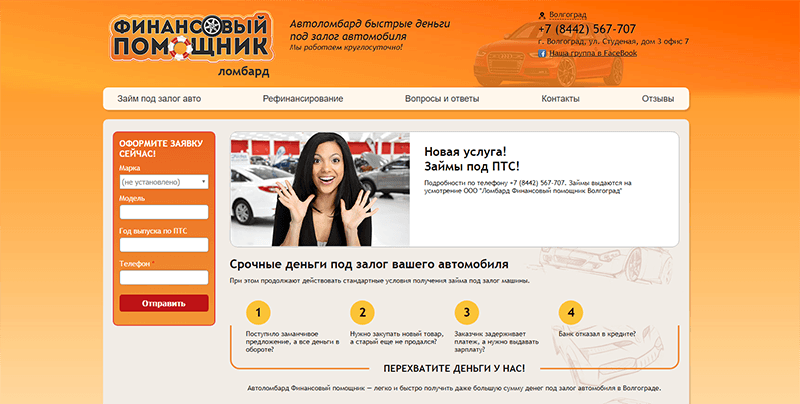 ФИНАНСОВЫЙ
ПОМОЩНИК
ломбард
Автоломбард быстрые деньги
под залог автомобиля
Мы работаем круглосуточно!
Волгоград
+7 (8442) 567-707
г. Волгоград, ул. Студеная, дом 3 офис 7
Наша группа в FaceBook
Займ под залог авто
Рефинансирование
Вопросы и ответы
Контакты
Отзывы
ОФОРМИТЕ ЗАЯВКУ
СЕЙЧАС!
Марка
(не установлено)
Модель
Год выпуска по ПТС
Телефон *
Отправить
Новая услуга!
Займы под ПТС!
Подробности по телефону +7 (8442) 567-707. Займы выдаются на
усмотрение ООО "Ломбард Финансовый помощник Волгоград"
Срочные деньги под залог вашего автомобиля
При этом продолжают действовать стандартные условия получения займа под залог машины.
1
Поступило заманчивое
предложение, а все деньги в
обороте?
2
Нужно закупать новый товар,
а старый еще не продался?
3
Заказчик задерживает
платеж, а нужно выдавать
зарплату?
4
Банк отказал в кредите?
ПЕРЕХВАТИТЕ ДЕНЬГИ У НАС!
Автоломбард Финансовый помощник — легко и быстро получить даже большую сумму денег под залог автомобиля в Волгограде.